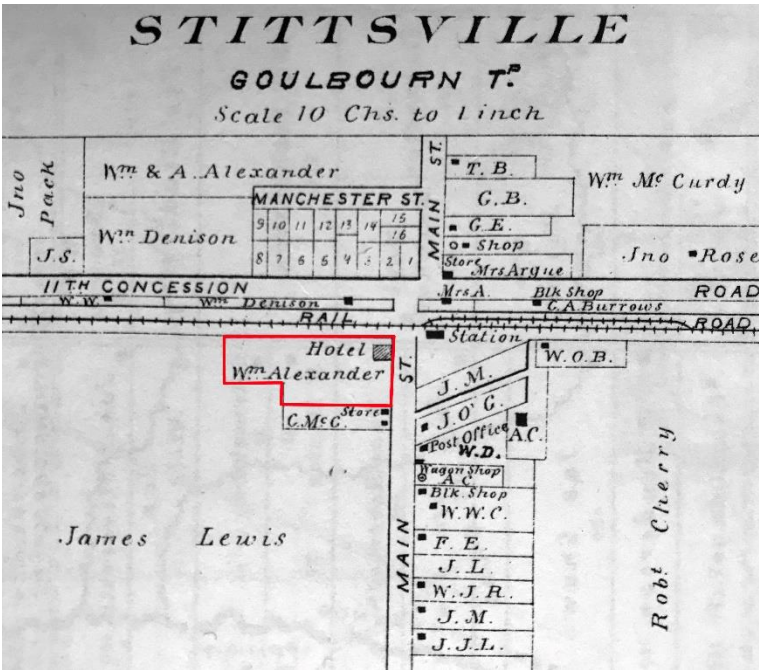 STITTSVILLE
GOULBOURN TP.
Scale 10 Chs. to 1 inch
Jno Pack
Wm & A. Alexander
MANCHESTER ST.
Wm Denison
J.S.
9 10 11 12 13 14 15
16
8 7 6 5 4 3 2 1
MAIN ST.
T. B.
G. B.
G. E.
Shop
Store
Mrs Argue
Wm Mc Curdy
Jno Rose
11TH CONCESSION ROAD
W. W.
Wm Denison
Mrs A.
Blk Shop
C. A. Burrows
RAIL ROAD
Hotel
Wm Alexander
Station
C. Mc C.
Store
MAIN ST.
J. M.
W. O. B.
J. O' G.
Post Office
W. D.
A. C.
Wagon Shop
A C
Blk. Shop
W. W. C.
F. E.
J. L.
W. J. R.
J. M.
J. J. L.
James Lewis
Robt Cherry